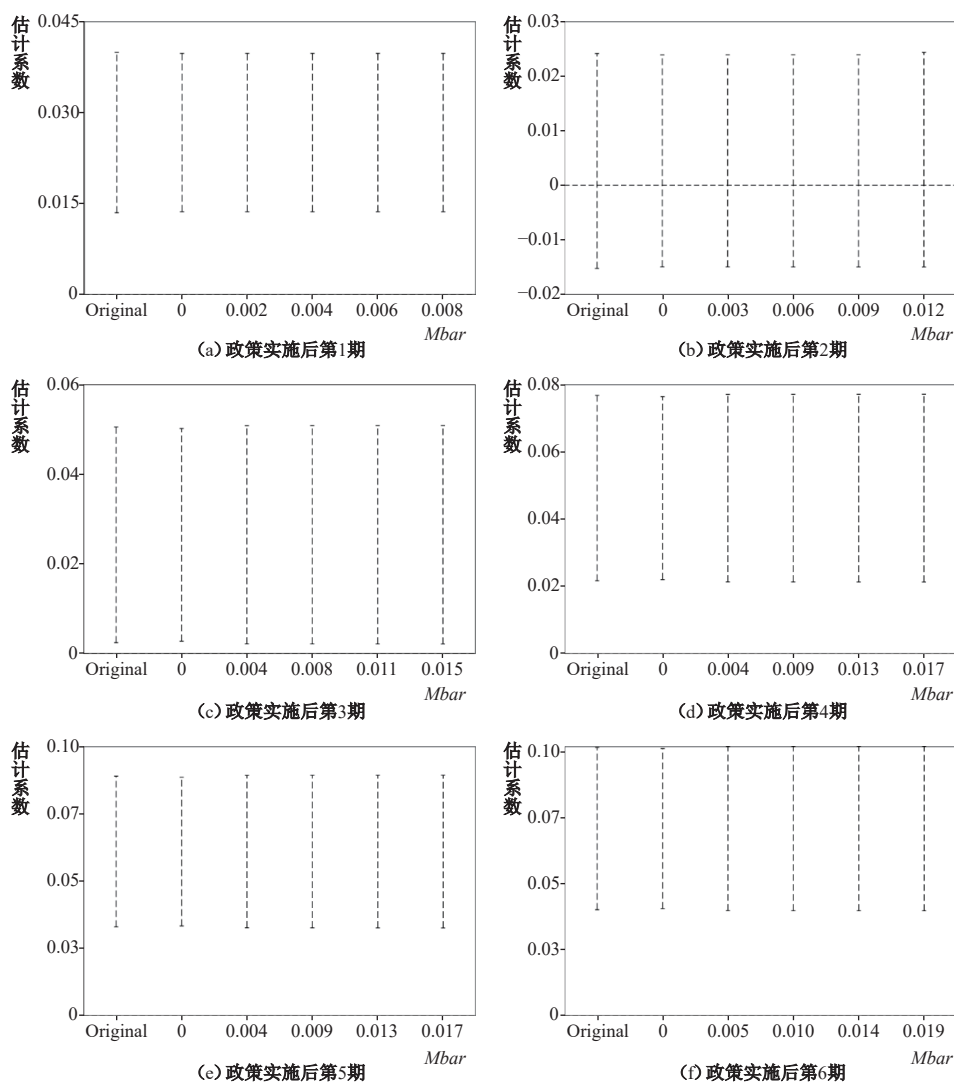 估计系数
0.045
0.030
0.015
0
Original 0 0.002 0.004 0.006 0.008
Mbar
（a）政策实施后第1期
估计系数
0.03
0.02
0.01
0
−0.01
−0.02
Original 0 0.003 0.006 0.009 0.012
Mbar
（b）政策实施后第2期
估计系数
0.06
0.04
0.02
0
Original 0 0.004 0.008 0.011 0.015
Mbar
（c）政策实施后第3期
估计系数
0.08
0.06
0.04
0.02
0
Original 0 0.004 0.009 0.013 0.017
Mbar
（d）政策实施后第4期
估计系数
0.10
0.07
0.05
0.03
0
Original 0 0.004 0.009 0.013 0.017
Mbar
（e）政策实施后第5期
估计系数
0.10
0.07
0.05
0.03
0
Original 0 0.005 0.010 0.014 0.019
Mbar
（f）政策实施后第6期